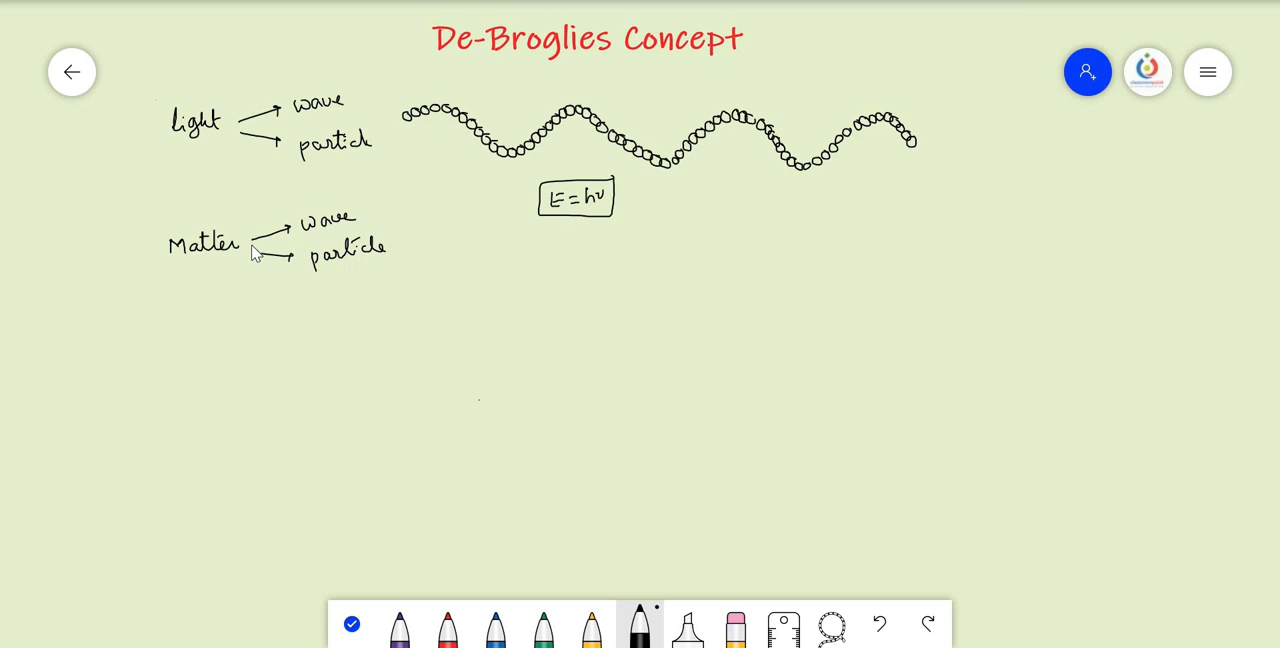 De-Broglies Concept
light
wave
particle
E = hν
Matter
wave
particle